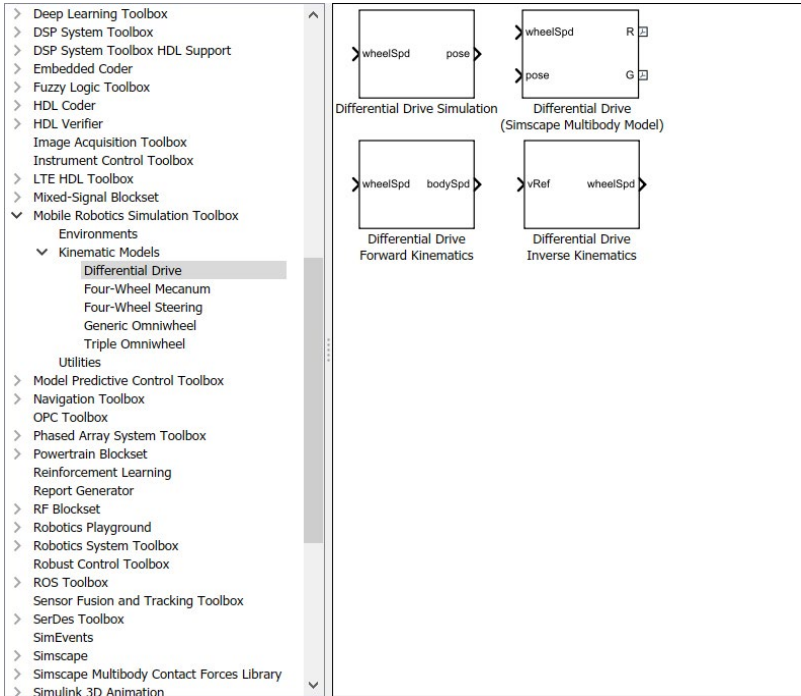 Deep Learning Toolbox
DSP System Toolbox
DSP System Toolbox HDL Support
Embedded Coder
Fuzzy Logic Toolbox
HDL Coder
HDL Verifier
Image Acquisition Toolbox
Instrument Control Toolbox
LTE HDL Toolbox
Mixed-Signal Blockset
Mobile Robotics Simulation Toolbox
Environments
Kinematic Models
Differential Drive
Four-Wheel Mecanum
Four-Wheel Steering
Generic Omniwheel
Triple Omniwheel
Utilities
Model Predictive Control Toolbox
Navigation Toolbox
OPC Toolbox
Phased Array System Toolbox
Powertrain Blockset
Reinforcement Learning
Report Generator
RF Blockset
Robotics Playground
Robotics System Toolbox
Robust Control Toolbox
ROS Toolbox
Sensor Fusion and Tracking Toolbox
SerDes Toolbox
SimEvents
Simscape
Simscape Multibody Contact Forces Library
Simulink 3D Animation
wheelSpd pose
Differential Drive Simulation
wheelSpd R
pose G
Differential Drive
(Simscape Multibody Model)
wheelSpd bodySpd
Differential Drive
Forward Kinematics
vRef wheelSpd
Differential Drive
Inverse Kinematics